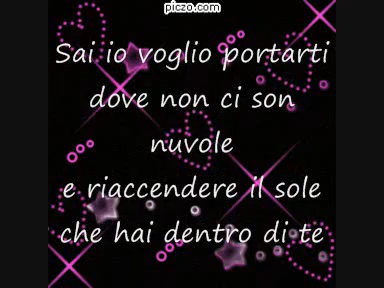 piczo.com
Sai io voglio portarti
dove non ci son
nuvole
e riaccendere il sole
che hai dentro di te